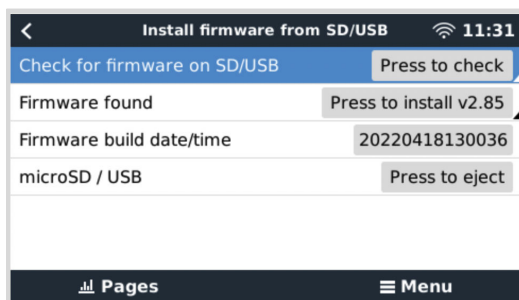 Install firmware from SD/USB 11:31
Check for firmware on SD/USB Press to check
Firmware found Press to install v2.85
Firmware build date/time 20220418130036
microSD / USB Press to eject
Pages Menu